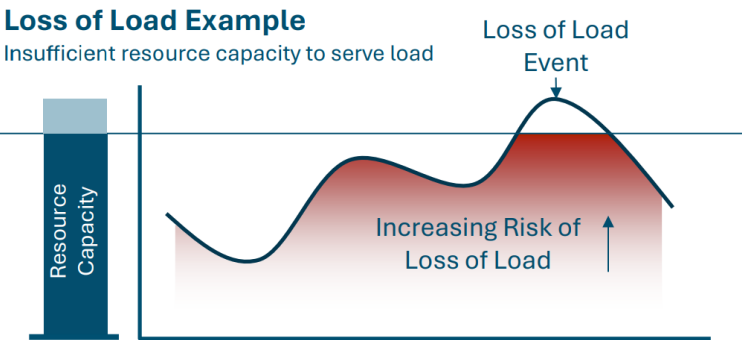 Loss of Load Example
Insufficient resource capacity to serve load
Loss of Load
Event
Resource
Capacity
Increasing Risk of
Loss of Load